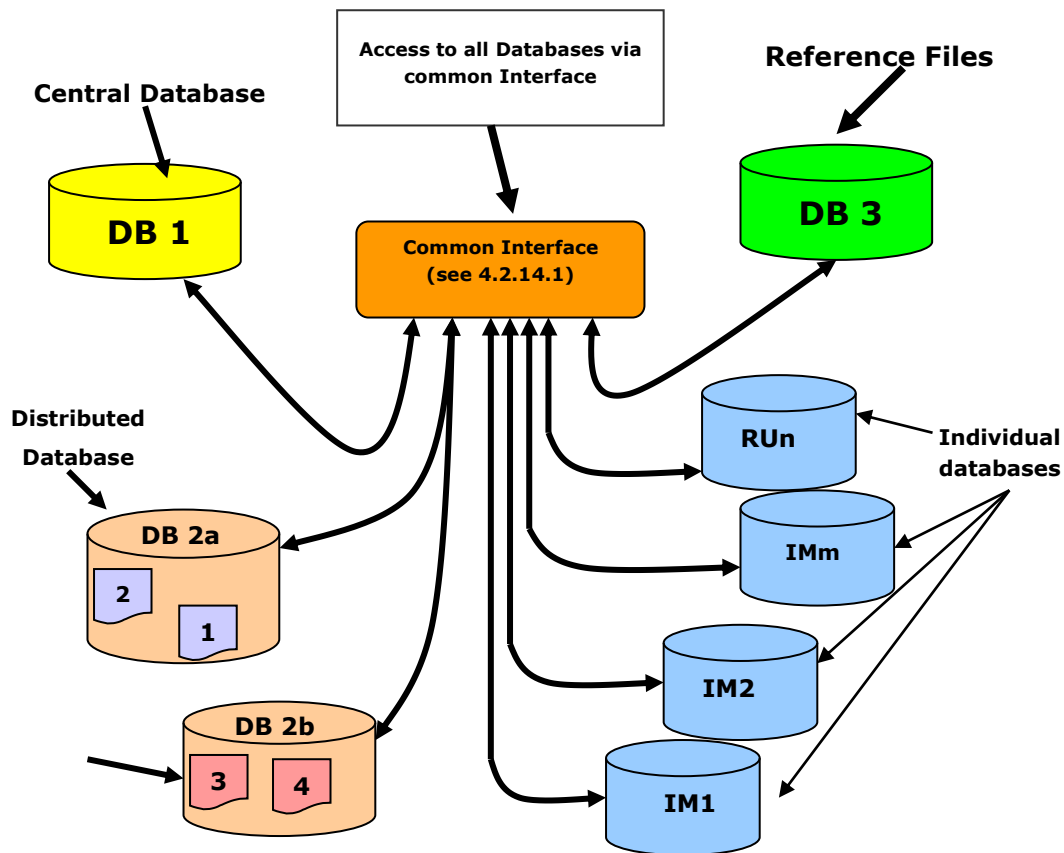 Access to all Databases via
common Interface
Reference Files
Central Database
DB 1
DB 3
Common Interface
(see 4.2.14.1)
Distributed
Database
RUn
Individual
databases
DB 2a
2
1
IMm
IM2
DB 2b
3
4
IM1